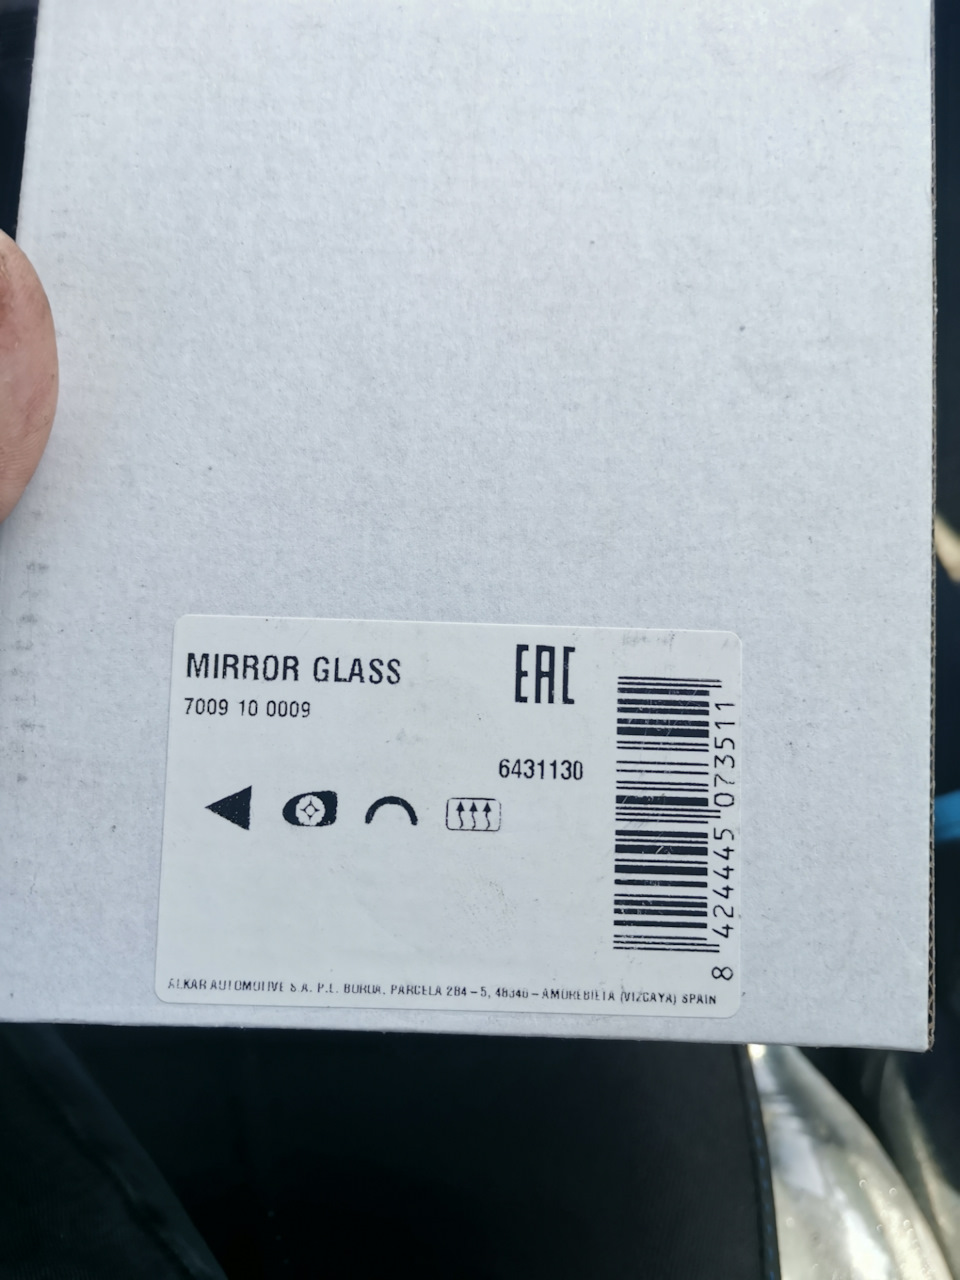 MIRROR GLASS
EAC
7009 10 0009
6431130
8 424445 073511
ALKAR AUTOMOTIVE S.A. P.E. BOROA, PARCELA 2B4-5, 48340-AMOREBIETA (VIZCAYA) SPAIN